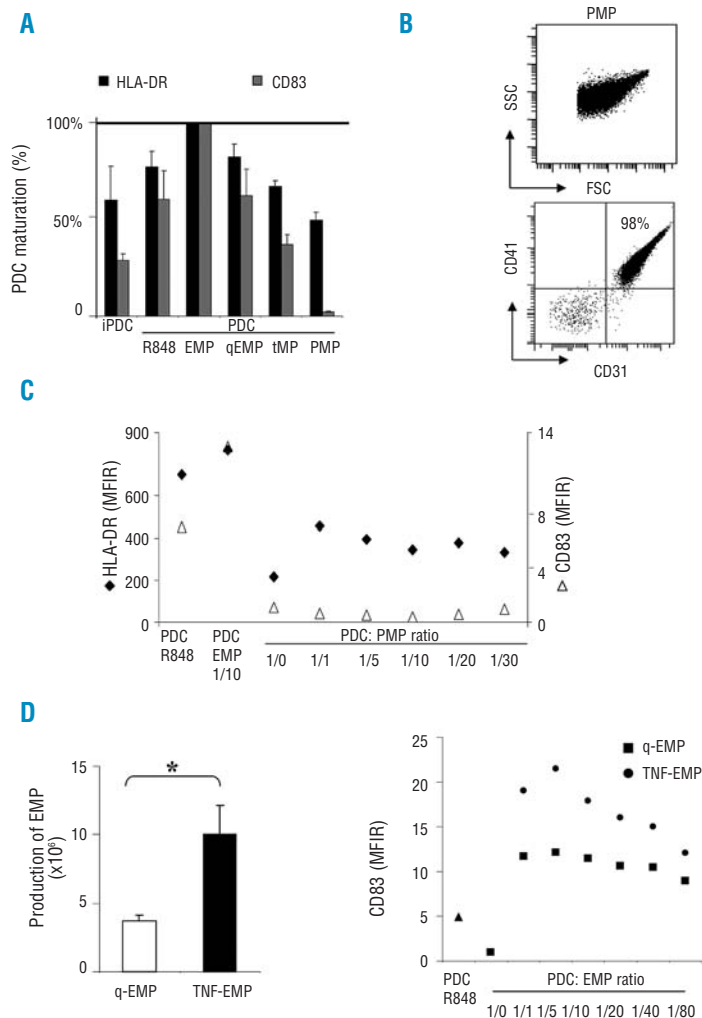 A
HLA-DR
CD83
PDC maturation (%)
100%
50%
0
iPDC
PDC
R848
EMP
qEMP
tMP
PMP
B
PMP
SSC
FSC
98%
CD41
CD31
C
HLA-DR (MFIR)
900
600
400
200
0
CD83 (MFIR)
14
8
4
0
PDC
R848
PDC
EMP
1/10
PDC: PMP ratio
1/0
1/1
1/5
1/10
1/20
1/30
D
Production of EMP
(x10⁶)
15
10
5
0
*
q-EMP
TNF-EMP
CD83 (MFIR)
25
20
15
10
5
0
q-EMP
TNF-EMP
PDC
R848
PDC: EMP ratio
1/0 1/1 1/5 1/10 1/20 1/40 1/80